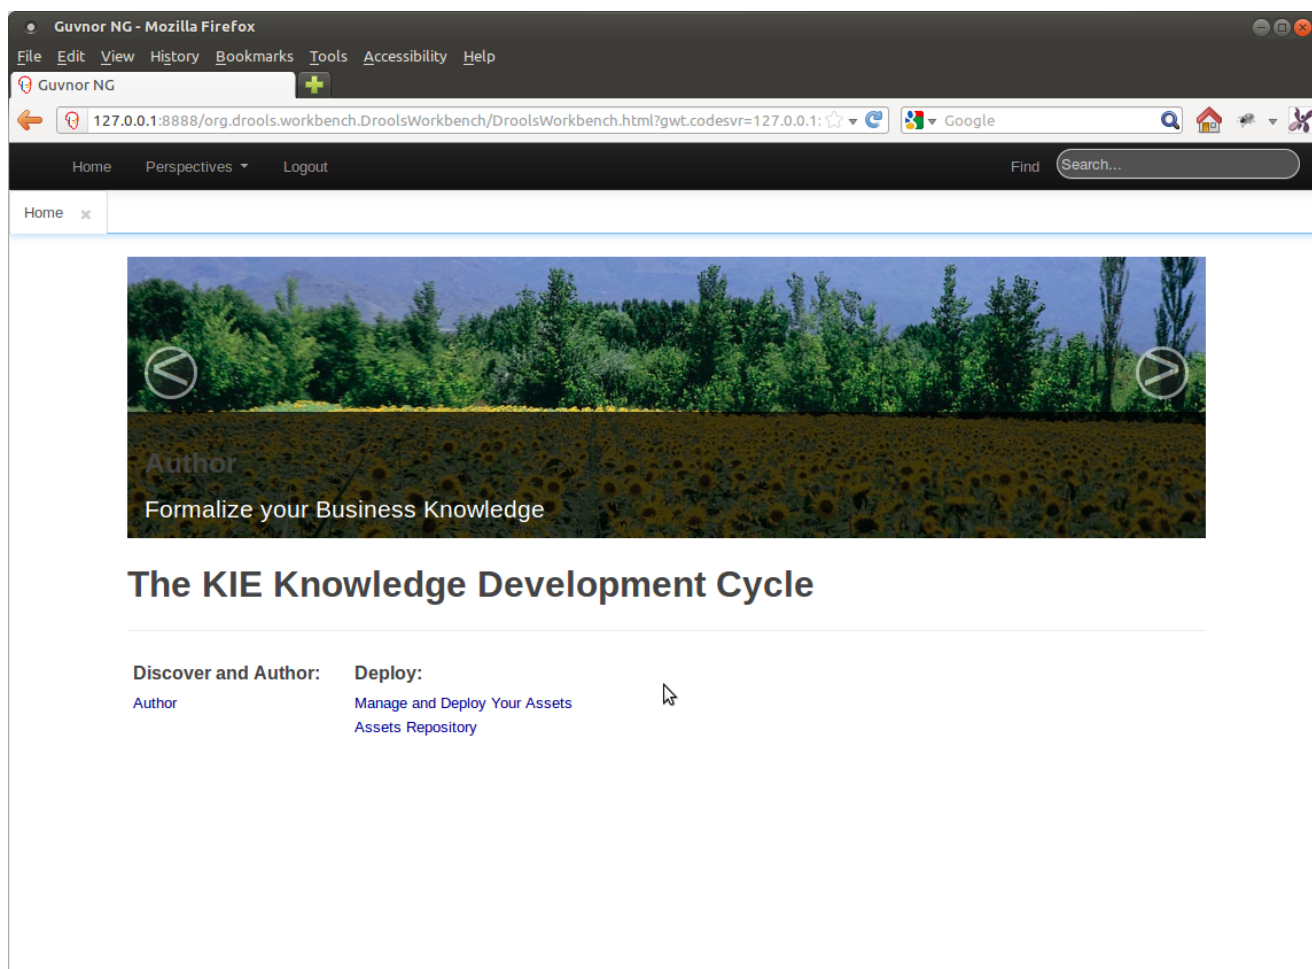 Guvnor NG - Mozilla Firefox
File Edit View History Bookmarks Tools Accessibility Help
Guvnor NG
127.0.0.1:8888/org.drools.workbench.DroolsWorkbench/DroolsWorkbench.html?gwt.codesvr=127.0.0.1:
Google
Home Perspectives Logout Find Search...
Home
Author
Formalize your Business Knowledge
The KIE Knowledge Development Cycle
Discover and Author: Deploy:
Author Manage and Deploy Your Assets
Assets Repository